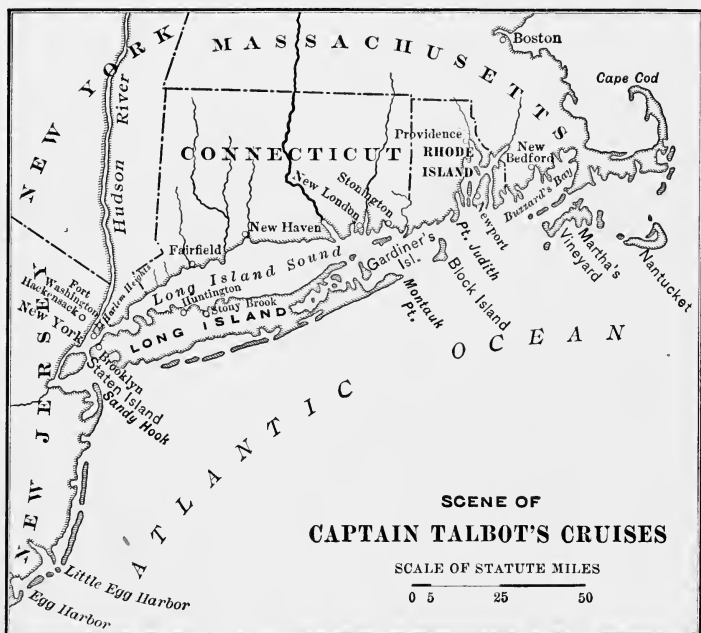 NEW YORK
MASSACHUSETTS
Boston
Cape Cod
Hudson River
Providence
CONNECTICUT
RHODE
ISLAND
New
Bedford
Buzzard's Bay
Stonington
New London
New Haven
Newport
Fairfield
Pt. Judith
Martha's
Vineyard
Nantucket
Long Island Sound
Gardiner's
Isl.
Block Island
Fort
Washington
Harlem Heights
Hackensack
Huntington
Stony Brook
Montauk
Pt.
New York
LONG ISLAND
Brooklyn
Staten Island
Sandy Hook
NEW JERSEY
ATLANTIC OCEAN
Little Egg Harbor
Egg Harbor
SCENE OF
CAPTAIN TALBOT'S CRUISES
SCALE OF STATUTE MILES
0 5 25 50